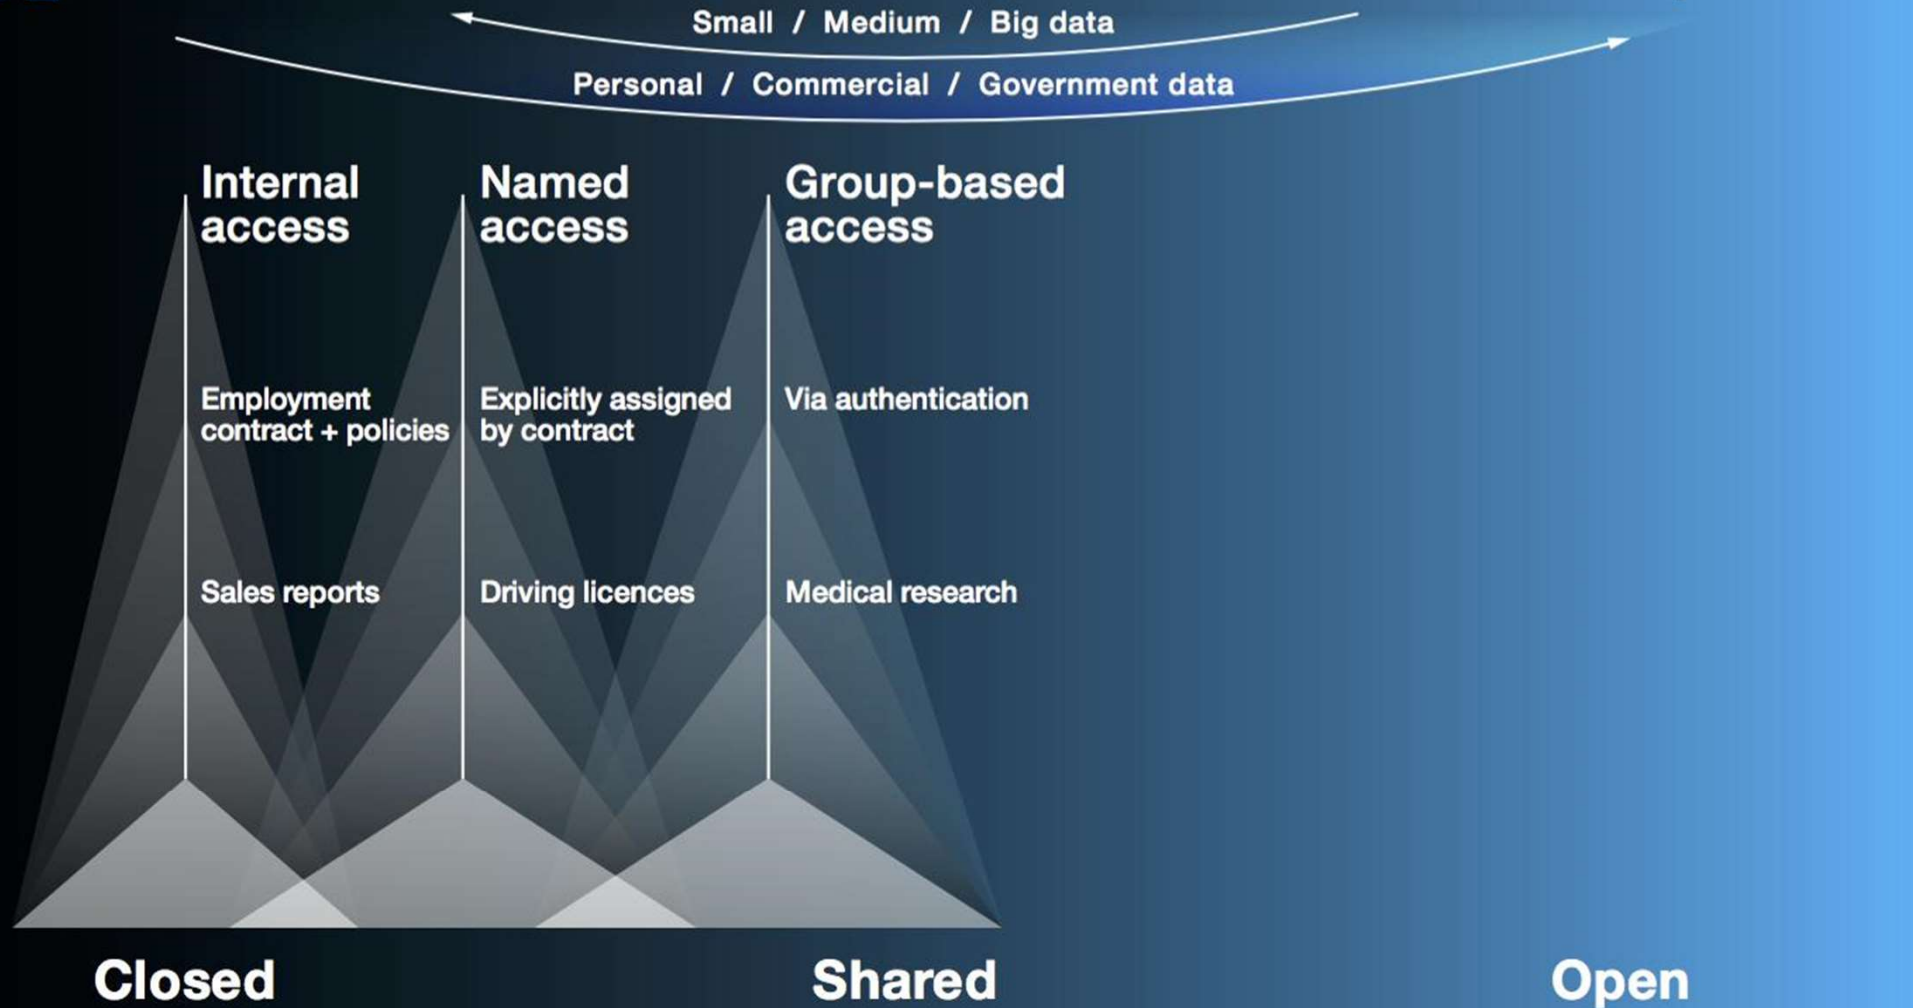 Small / Medium / Big data
Personal / Commercial / Government data
Internal
access
Named
access
Group-based
access
Employment
contract + policies
Explicitly assigned
by contract
Via authentication
Sales reports
Driving licences
Medical research
Closed
Shared
Open